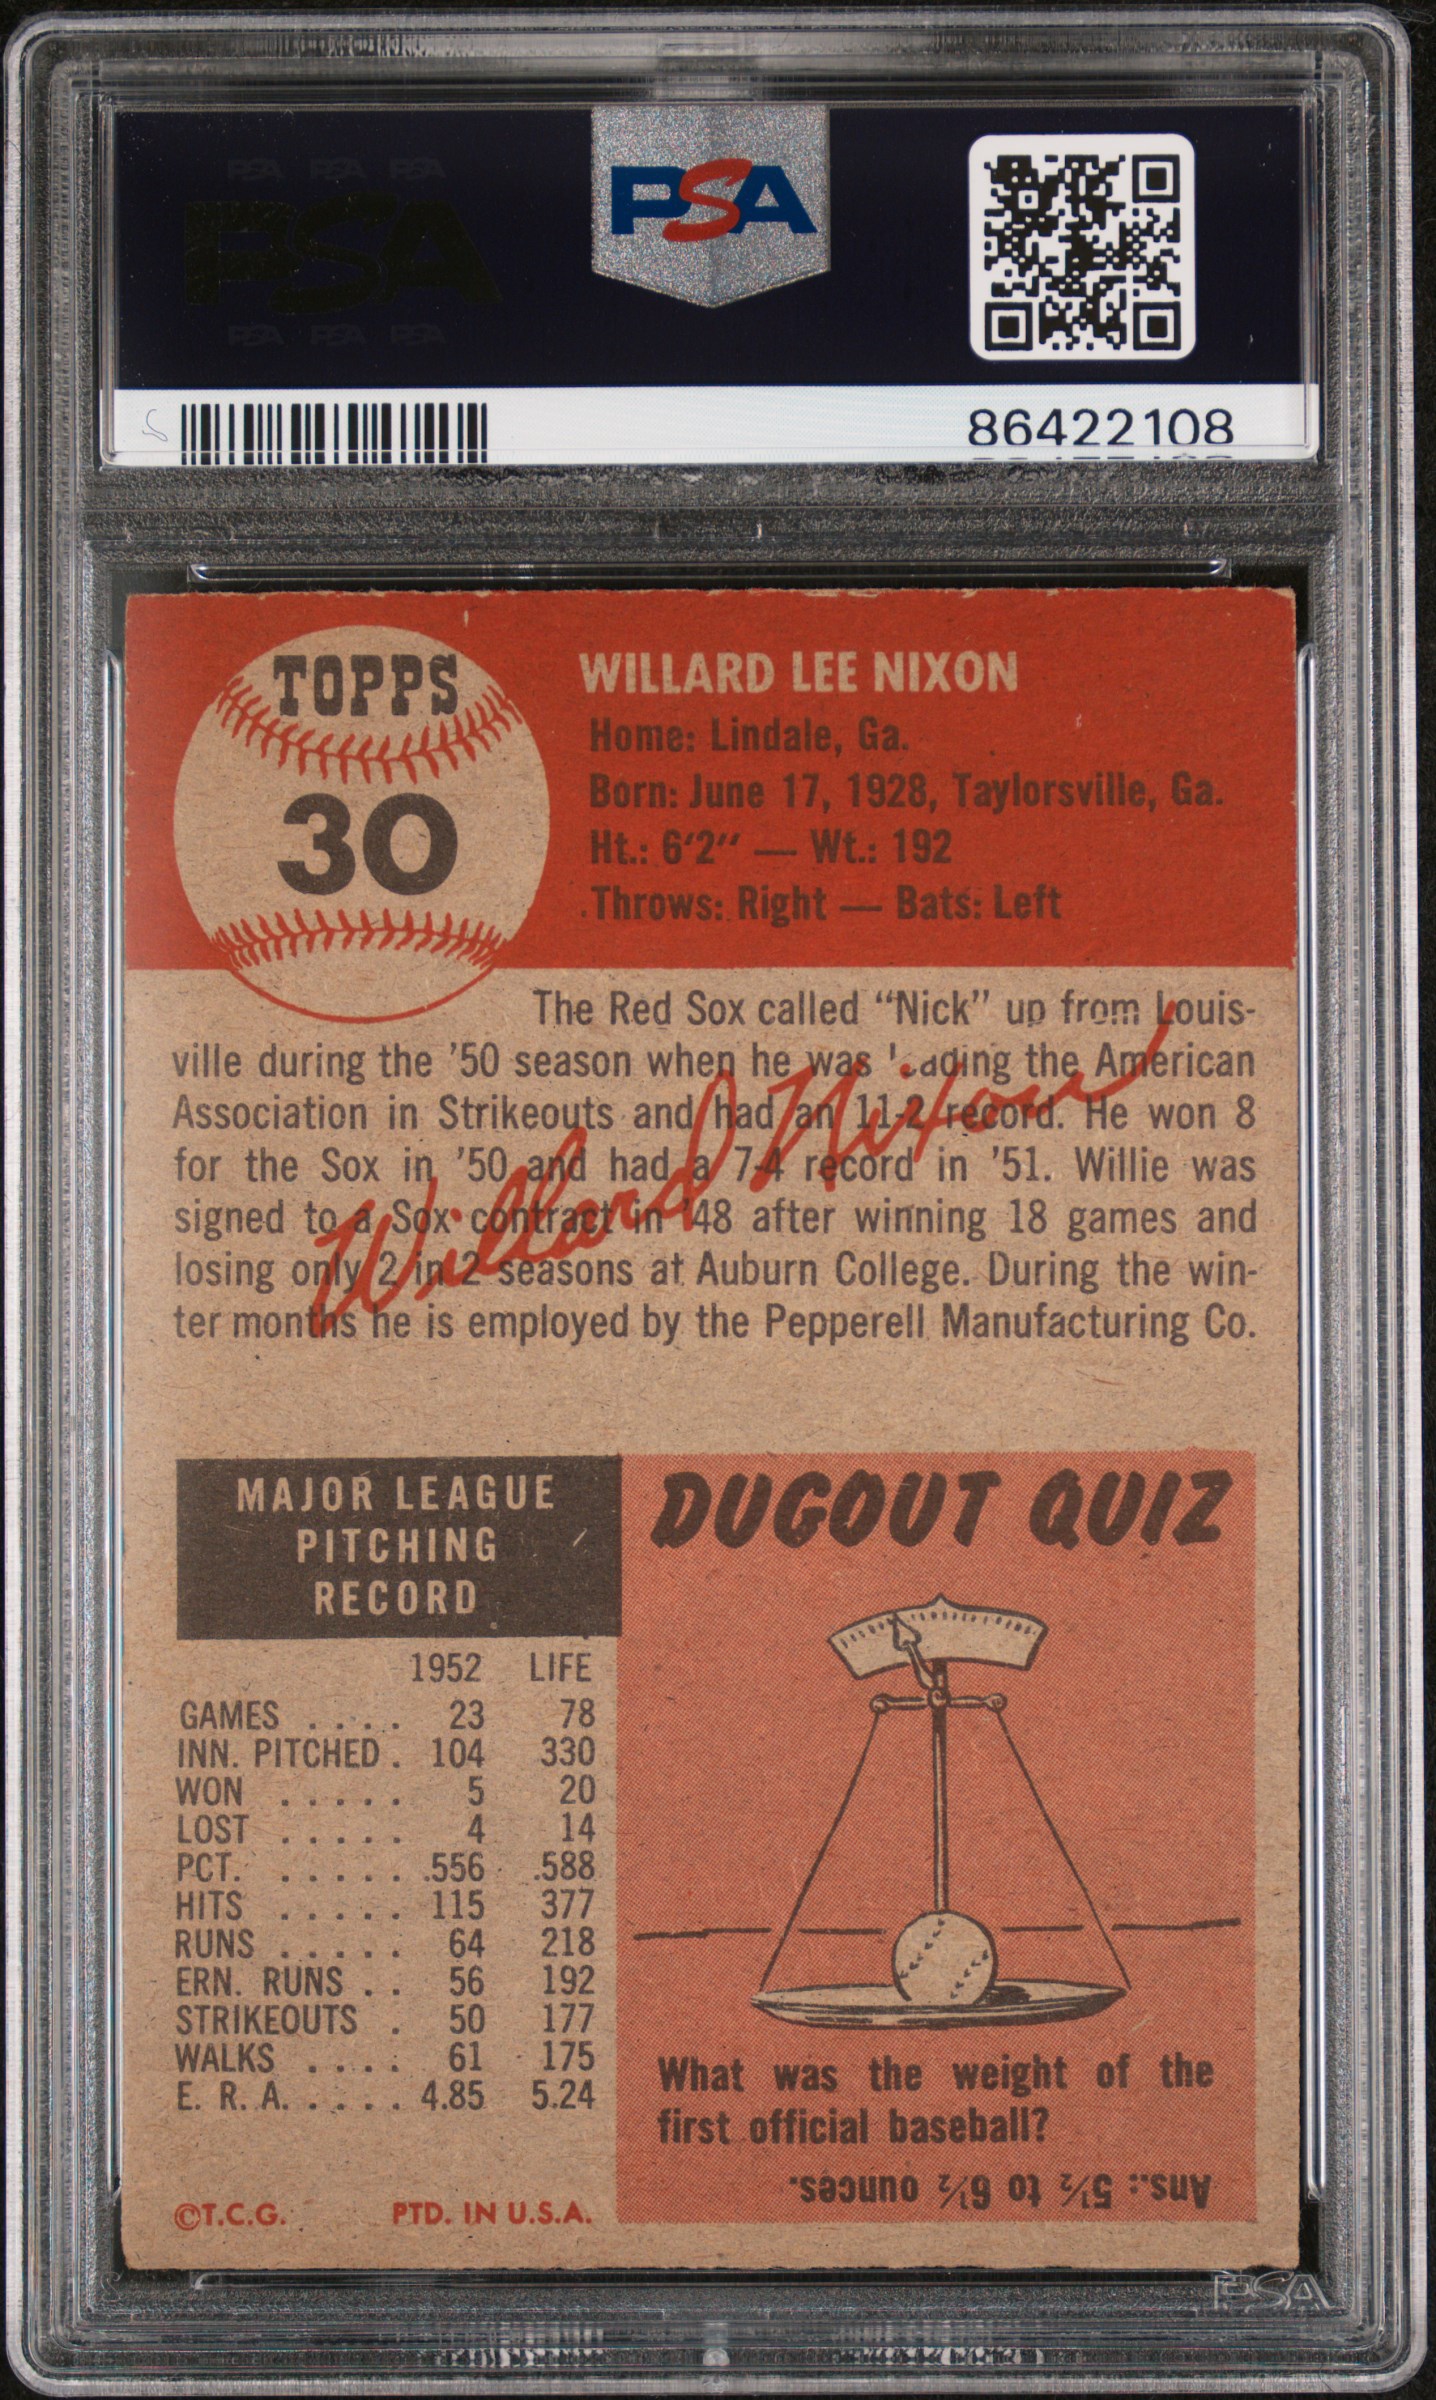 PSA PSA PSA
PSA
PSA PSA PSA
PSA
86422108
TOPPS
30
WILLARD LEE NIXON
Home: Lindale, Ga.
Born: June 17, 1928, Taylorsville, Ga.
Ht.: 6'2" — Wt.: 192
Throws: Right — Bats: Left
The Red Sox called "Nick" up from Louis-
ville during the '50 season when he was leading the American
Association in Strikeouts and had an 11-2 record. He won 8
for the Sox in '50 and had a 7-4 record in '51. Willie was
signed to a Sox contract in '48 after winning 18 games and
losing only 2 in 2 seasons at Auburn College. During the win-
ter months he is employed by the Pepperell Manufacturing Co.
Willard Nixon
MAJOR LEAGUE
PITCHING
RECORD
1952 LIFE
GAMES . . . . 23 78
INN. PITCHED . 104 330
WON . . . . . 5 20
LOST . . . . . 4 14
PCT. . . . . . .556 .588
HITS . . . . . 115 377
RUNS . . . . . 64 218
ERN. RUNS . . 56 192
STRIKEOUTS . 50 177
WALKS . . . . 61 175
E. R. A. . . . . . 4.85 5.24
©T.C.G. PTD. IN U.S.A.
DUGOUT QUIZ
What was the weight of the
first official baseball?
Ans.: 5½ to 6½ ounces.
PSA